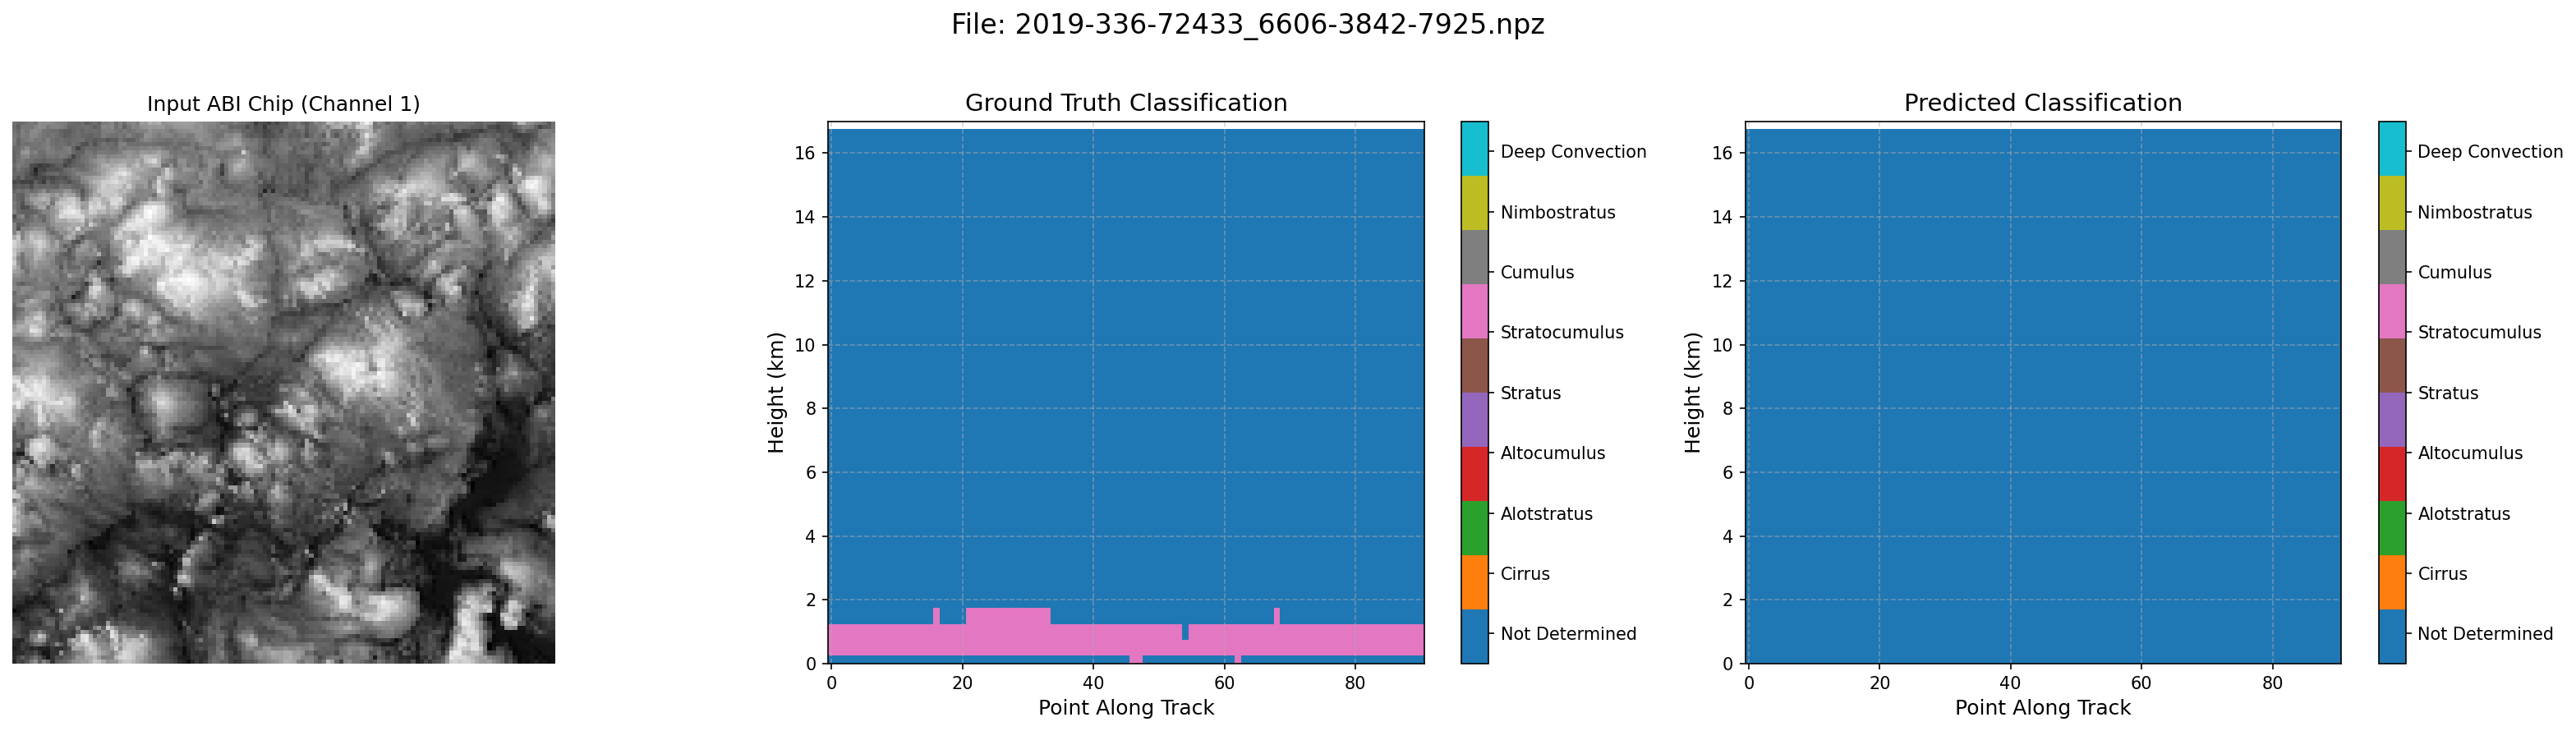 File: 2019-336-72433_6606-3842-7925.npz
Input ABI Chip (Channel 1)
Ground Truth Classification
Height (km)
16
14
12
10
8
6
4
2
0
0 20 40 60 80
Point Along Track
Deep Convection
Nimbostratus
Cumulus
Stratocumulus
Stratus
Altocumulus
Alotstratus
Cirrus
Not Determined
Predicted Classification
Height (km)
16
14
12
10
8
6
4
2
0
0 20 40 60 80
Point Along Track
Deep Convection
Nimbostratus
Cumulus
Stratocumulus
Stratus
Altocumulus
Alotstratus
Cirrus
Not Determined